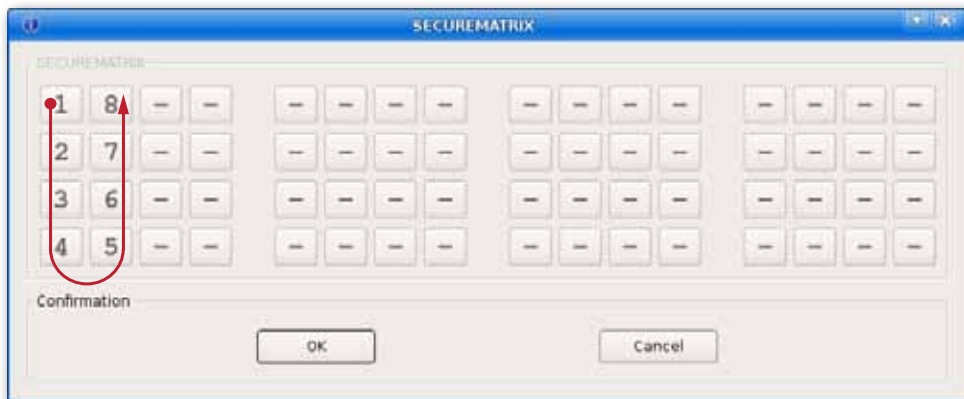 SECUREMATRIX
SECUREMATRIX
1 8 – – – – – – – – – – – – – –
2 7 – – – – – – – – – – – – – –
3 6 – – – – – – – – – – – – – –
4 5 – – – – – – – – – – – – – –
Confirmation
OK Cancel